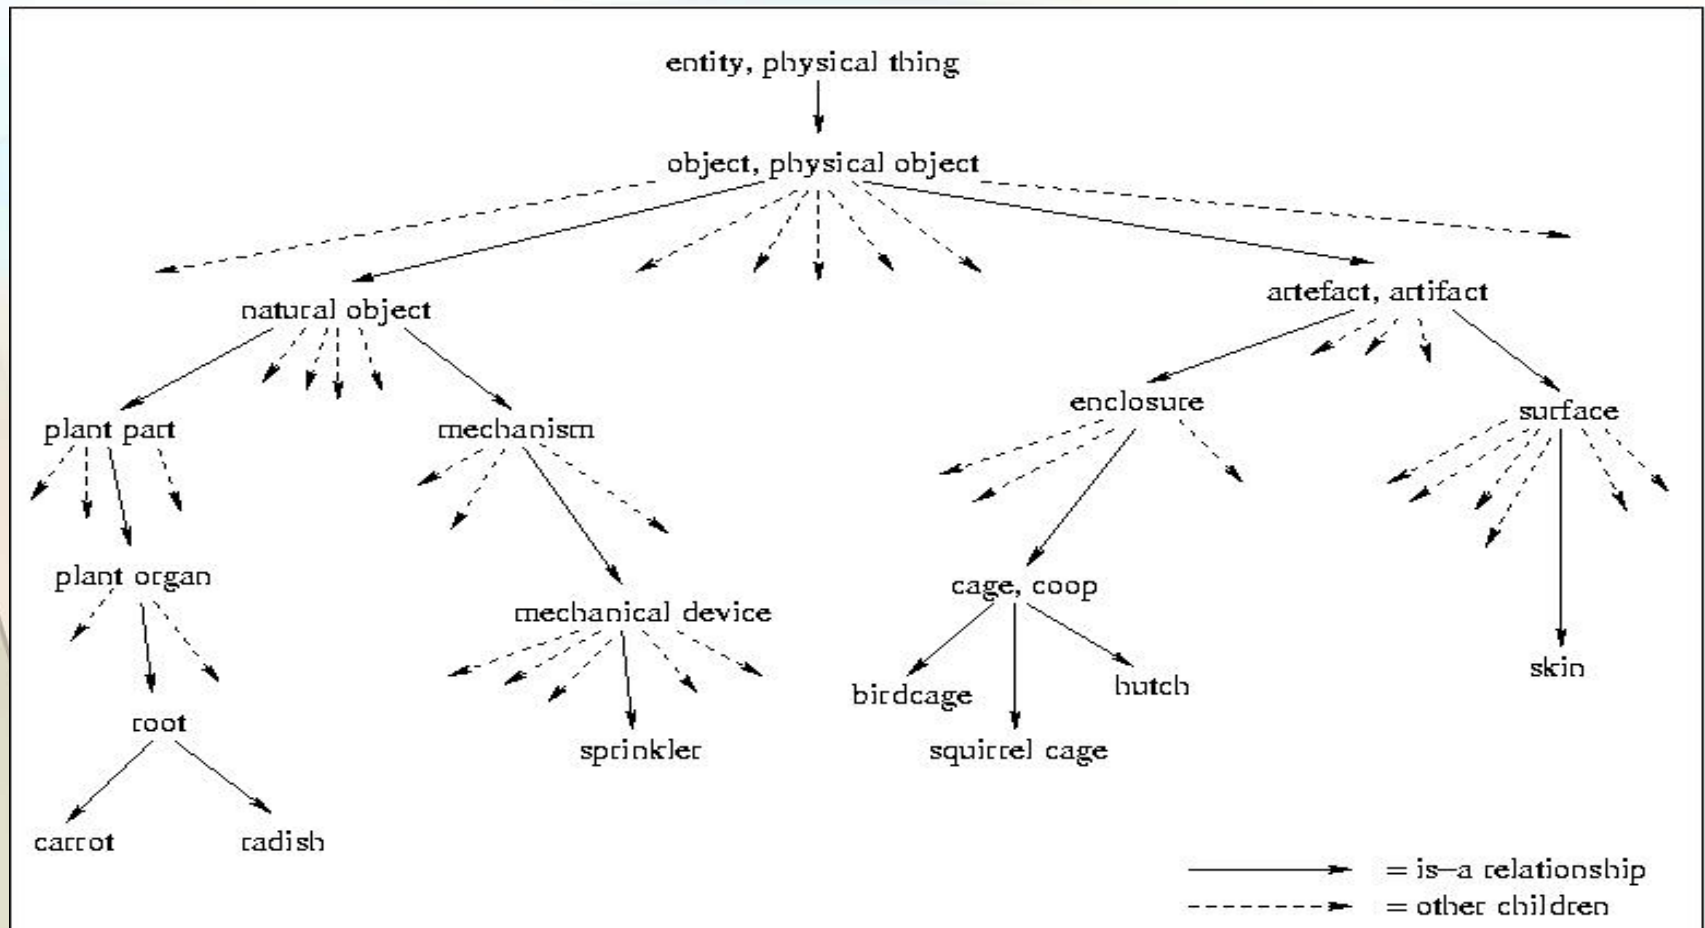 entity, physical thing
object, physical object
natural object
artefact, artifact
plant part
mechanism
enclosure
surface
plant organ
mechanical device
cage, coop
skin
birdcage
hutch
root
sprinkler
squirrel cage
carrot
radish
= is-a relationship
= other children